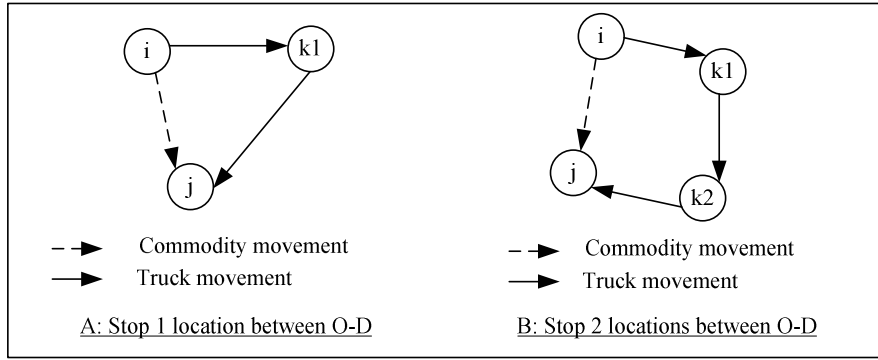 i
k1
j
Commodity movement
Truck movement
A: Stop 1 location between O-D
i
k1
j
k2
Commodity movement
Truck movement
B: Stop 2 locations between O-D